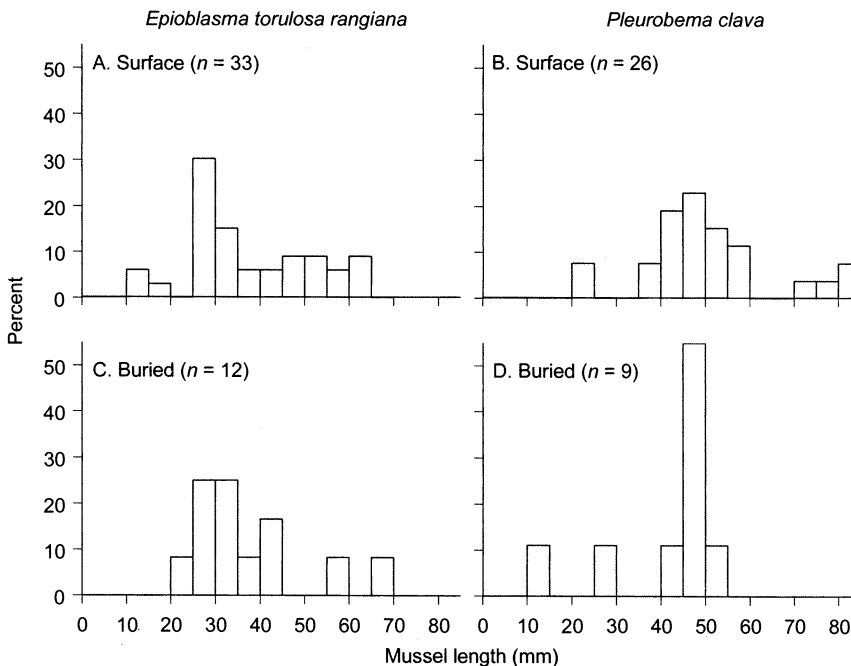 Epioblasma torulosa rangiana
Pleurobema clava
A. Surface (n = 33)
B. Surface (n = 26)
50
40
30
20
10
0
Percent
C. Buried (n = 12)
D. Buried (n = 9)
50
40
30
20
10
0
0 10 20 30 40 50 60 70 80
0 10 20 30 40 50 60 70 80
Mussel length (mm)